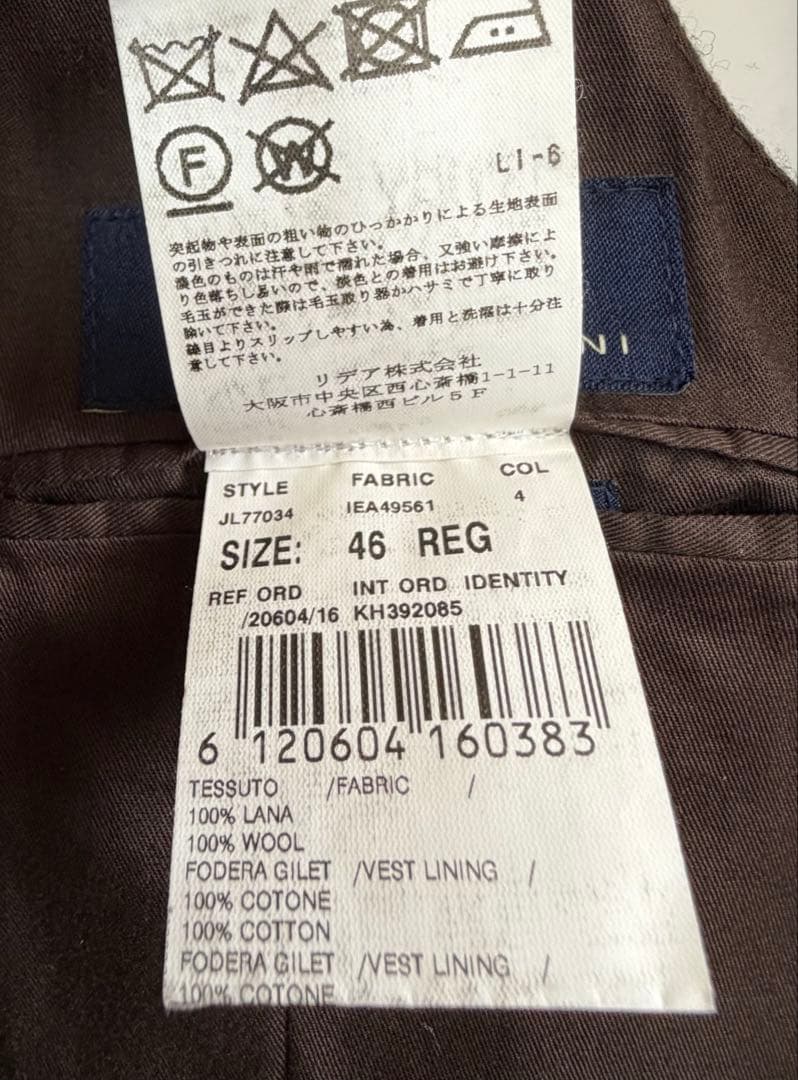 F
W
LI-6
突起物や表面の粗い物のひっかかりによる生地表面
の引きつれに注意して下さい。
淡色のものは汗や雨で濡れた場合、又強い摩擦によ
り色落ちし易いので、淡色との着用はお避け下さい。
毛玉ができた際は毛玉取り器かハサミで丁寧に取り
除いて下さい。
縫目よりスリップしやすい為、着用と洗濯は十分注
意して下さい。
リデア株式会社
大阪市中央区西心斎橋1-1-11
心斎橋西ビル5F
NI
STYLE FABRIC COL
JL77034 IEA49561 4
SIZE: 46 REG
REF ORD INT ORD IDENTITY
/20604/16 KH392085
6 120604 160383
TESSUTO /FABRIC /
100% LANA
100% WOOL
FODERA GILET /VEST LINING /
100% COTONE
100% COTTON
FODERA GILET /VEST LINING /
100% COTONE